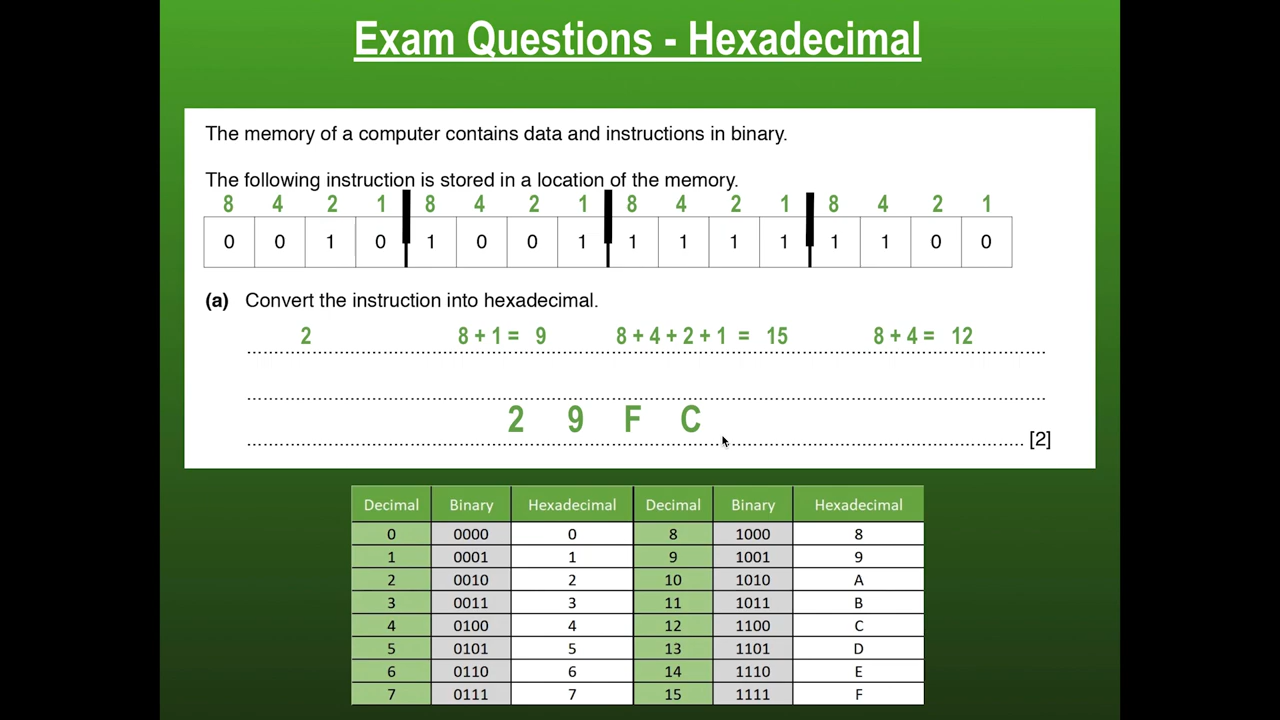 Exam Questions - Hexadecimal
The memory of a computer contains data and instructions in binary.
The following instruction is stored in a location of the memory.
8 4 2 1 8 4 2 1 8 4 2 1 8 4 2 1
0 0 1 0 1 0 0 1 1 1 1 1 1 1 0 0
(a) Convert the instruction into hexadecimal.
2 8 + 1 = 9 8 + 4 + 2 + 1 = 15 8 + 4 = 12
2 9 F C
[2]
Decimal Binary Hexadecimal Decimal Binary Hexadecimal
0 0000 0 8 1000 8
1 0001 1 9 1001 9
2 0010 2 10 1010 A
3 0011 3 11 1011 B
4 0100 4 12 1100 C
5 0101 5 13 1101 D
6 0110 6 14 1110 E
7 0111 7 15 1111 F